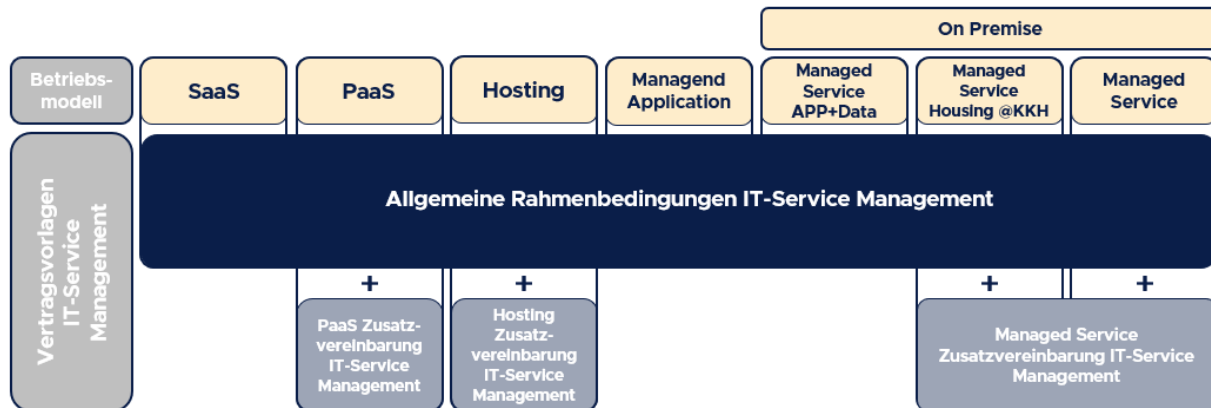 On Premise
Betriebs-
modell
SaaS
PaaS
Hosting
Managend
Application
Managed
Service
APP+Data
Managed
Service
Housing @KKH
Managed
Service
Vertragsvorlagen
IT-Service
Management
Allgemeine Rahmenbedingungen IT-Service Management
+
+
+
+
PaaS Zusatz-
vereinbarung
IT-Service
Management
Hosting
Zusatz-
vereinbarung
IT-Service
Management
Managed Service
Zusatzvereinbarung IT-Service
Management